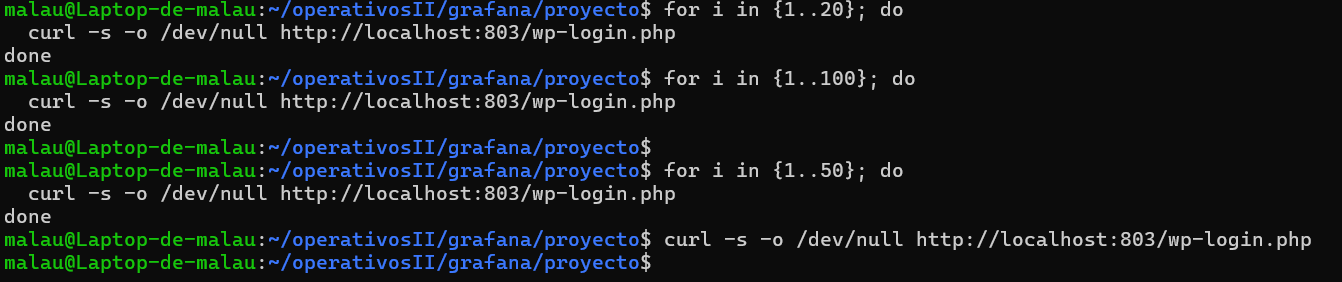 malau@Laptop-de-malau:~/operativosII/grafana/proyecto$ for i in {1..20}; do
  curl -s -o /dev/null http://localhost:803/wp-login.php
done
malau@Laptop-de-malau:~/operativosII/grafana/proyecto$ for i in {1..100}; do
  curl -s -o /dev/null http://localhost:803/wp-login.php
done
malau@Laptop-de-malau:~/operativosII/grafana/proyecto$
malau@Laptop-de-malau:~/operativosII/grafana/proyecto$ for i in {1..50}; do
  curl -s -o /dev/null http://localhost:803/wp-login.php
done
malau@Laptop-de-malau:~/operativosII/grafana/proyecto$ curl -s -o /dev/null http://localhost:803/wp-login.php
malau@Laptop-de-malau:~/operativosII/grafana/proyecto$